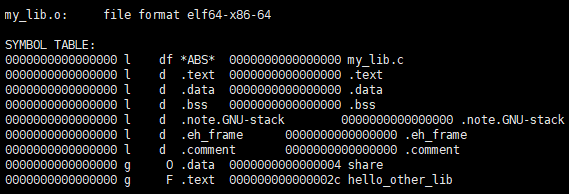 my_lib.o:     file format elf64-x86-64
SYMBOL TABLE:
0000000000000000 l    df *ABS*  0000000000000000 my_lib.c
0000000000000000 l    d  .text  0000000000000000 .text
0000000000000000 l    d  .data  0000000000000000 .data
0000000000000000 l    d  .bss   0000000000000000 .bss
0000000000000000 l    d  .note.GNU-stack        0000000000000000 .note.GNU-stack
0000000000000000 l    d  .eh_frame      0000000000000000 .eh_frame
0000000000000000 l    d  .comment       0000000000000000 .comment
0000000000000000 g     O .data  0000000000000004 share
0000000000000000 g     F .text  000000000000002c hello_other_lib